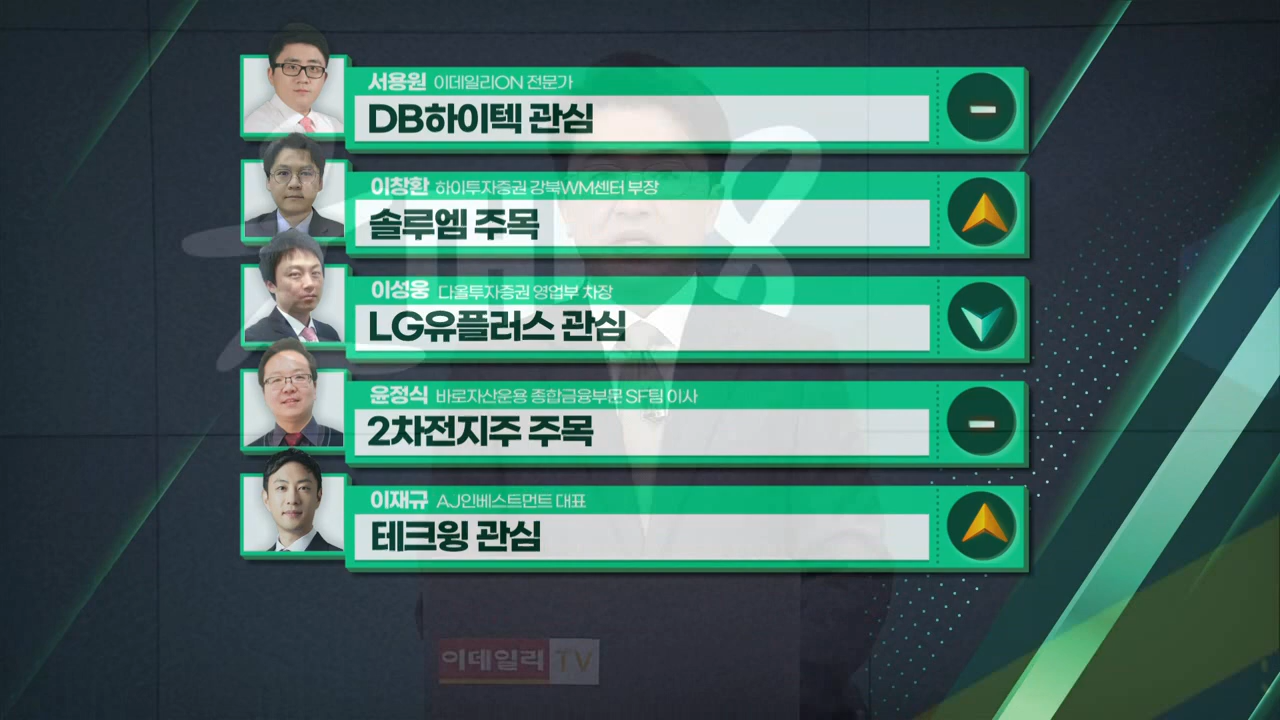 서용원 이데일리ON 전문가
DB하이텍 관심
이창환 하이투자증권 강북WM센터 부장
솔루엠 주목
이성웅 다올투자증권 영업부 차장
LG유플러스 관심
윤정식 바로자산운용 종합금융부문 SF팀 이사
2차전지주 주목
이재규 AJ인베스트먼트 대표
테크윙 관심
이데일리TV